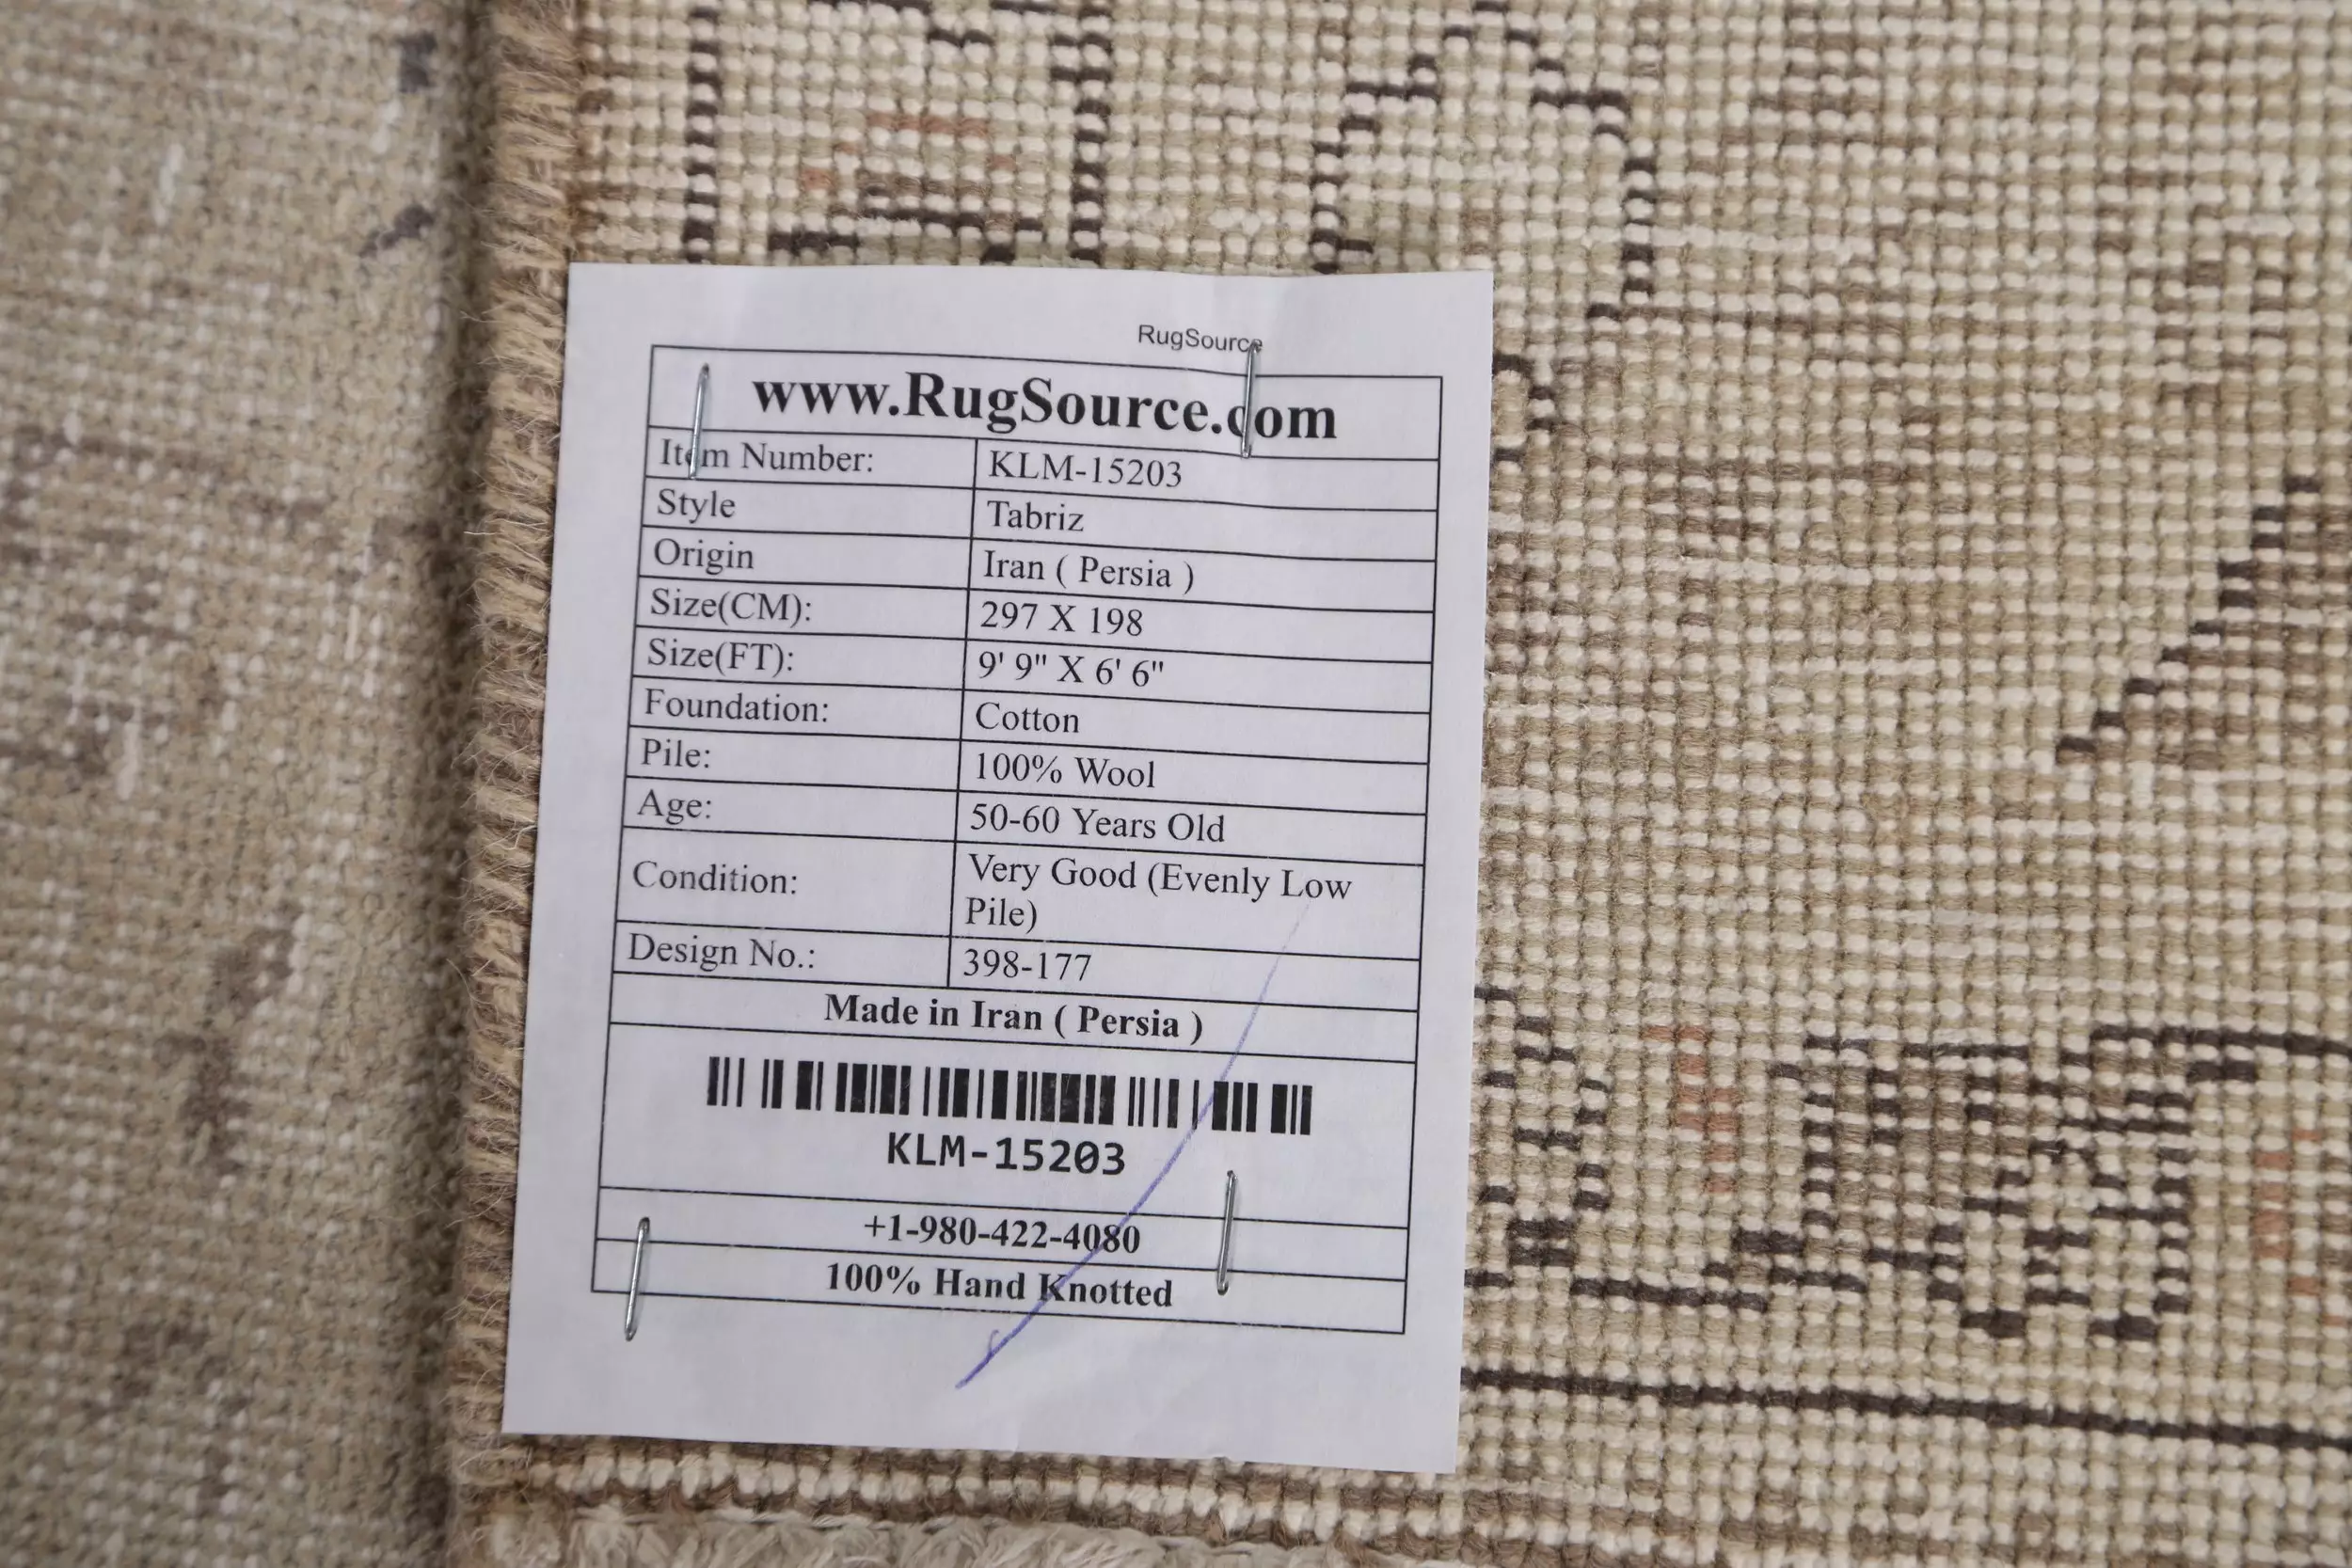 RugSource
www.RugSource.com
Item Number: KLM-15203
Style Tabriz
Origin Iran ( Persia )
Size(CM): 297 X 198
Size(FT): 9' 9" X 6' 6"
Foundation: Cotton
Pile: 100% Wool
Age: 50-60 Years Old
Condition: Very Good (Evenly Low
Pile)
Design No.: 398-177
Made in Iran ( Persia )
KLM-15203
+1-980-422-4080
100% Hand Knotted